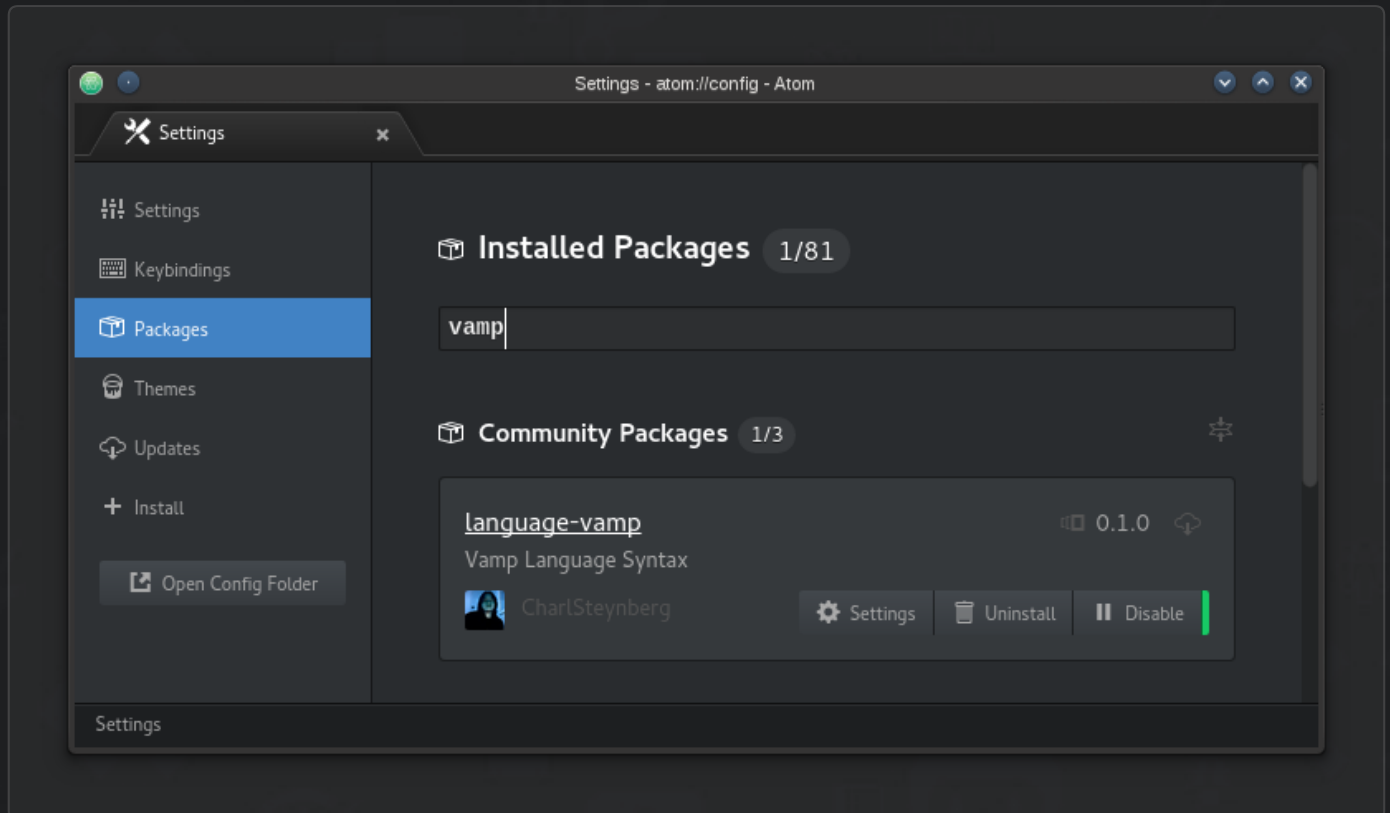 Settings - atom://config - Atom
Settings
Settings
Keybindings
Packages
Themes
Updates
Install
Open Config Folder
Installed Packages 1/81
vamp
Community Packages 1/3
language-vamp 0.1.0
Vamp Language Syntax
CharlSteynberg
Settings Uninstall Disable
Settings